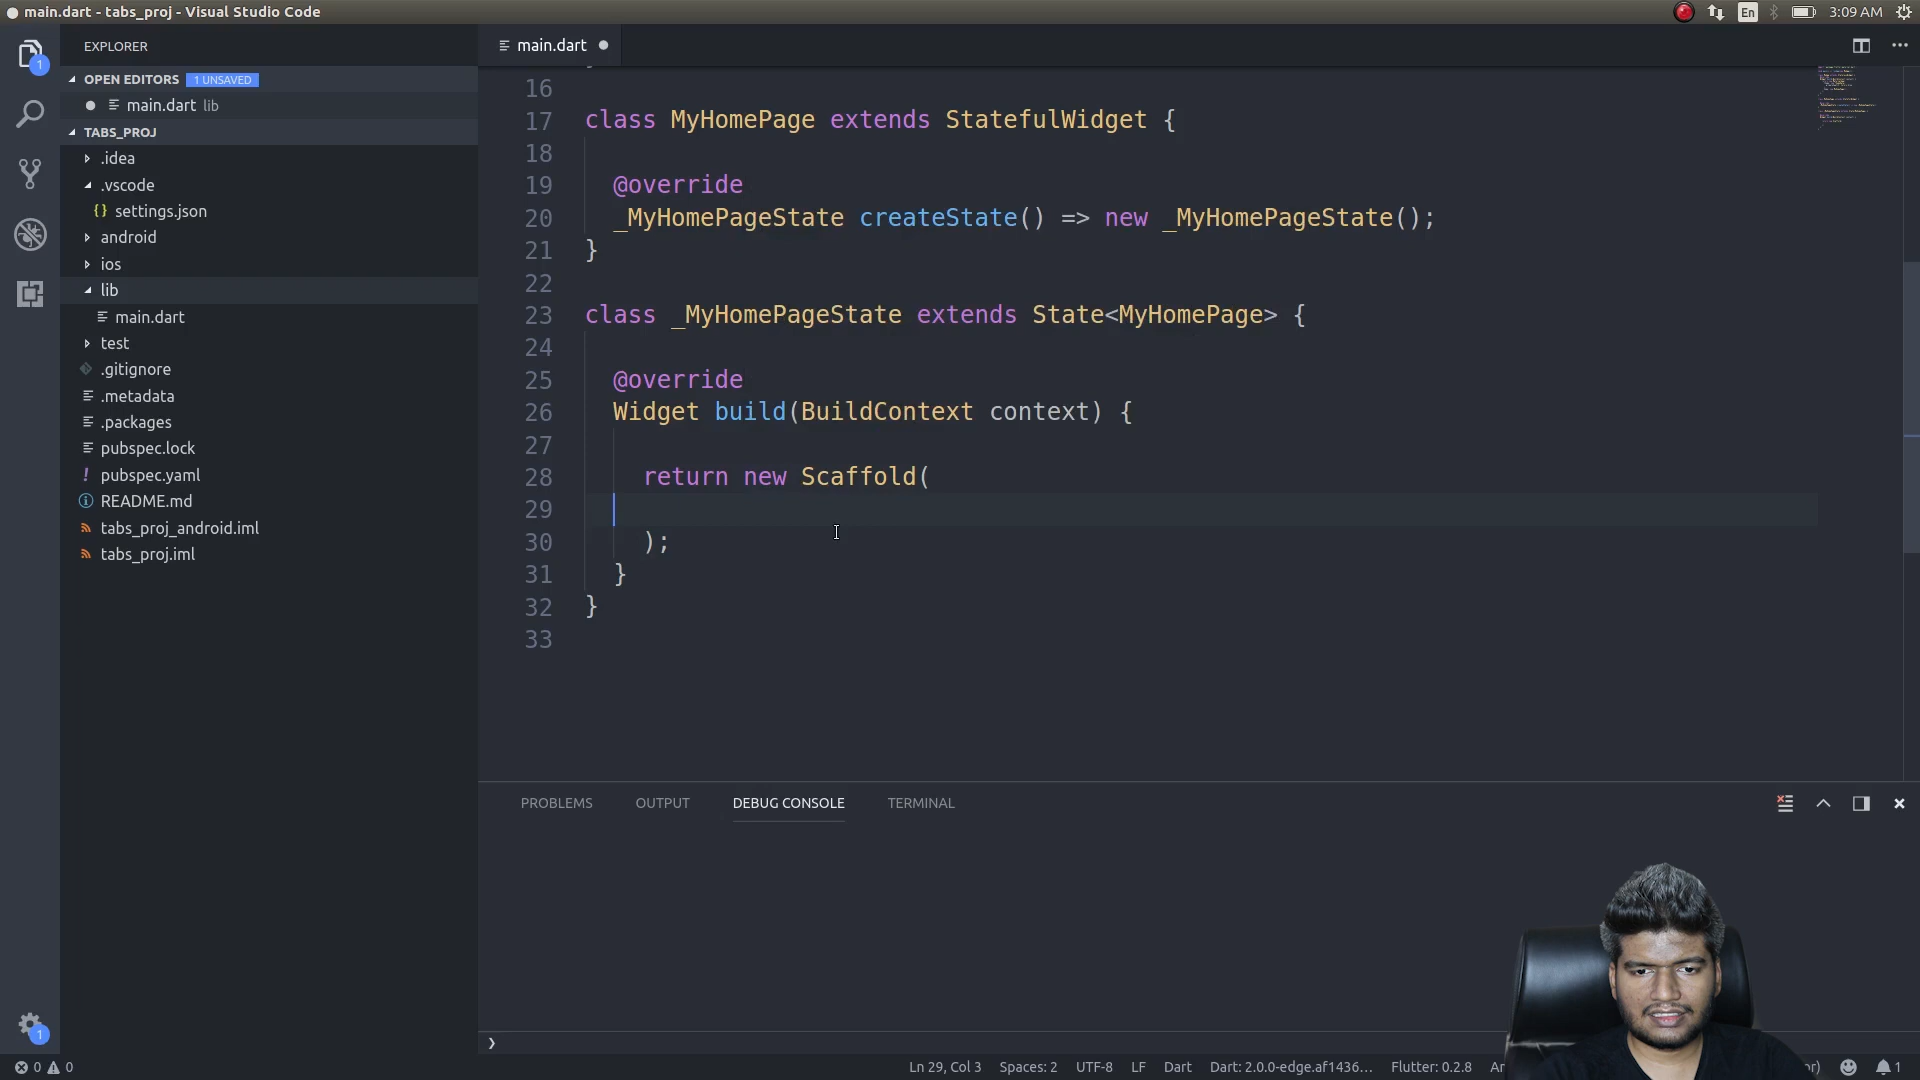 main.dart - tabs_proj - Visual Studio Code
En
3:09 AM
EXPLORER
main.dart
1
OPEN EDITORS 1 UNSAVED
main.dart lib
TABS_PROJ
.idea
.vscode
{} settings.json
android
ios
lib
main.dart
test
.gitignore
.metadata
.packages
pubspec.lock
! pubspec.yaml
README.md
tabs_proj_android.iml
tabs_proj.iml
16
17 class MyHomePage extends StatefulWidget {
18
19 @override
20 _MyHomePageState createState() => new _MyHomePageState();
21 }
22
23 class _MyHomePageState extends State<MyHomePage> {
24
25 @override
26 Widget build(BuildContext context) {
27
28 return new Scaffold(
29
30 );
31 }
32 }
33
PROBLEMS OUTPUT DEBUG CONSOLE TERMINAL
1
0 0
Ln 29, Col 3 Spaces: 2 UTF-8 LF Dart Dart: 2.0.0-edge.af1436... Flutter: 0.2.8
1